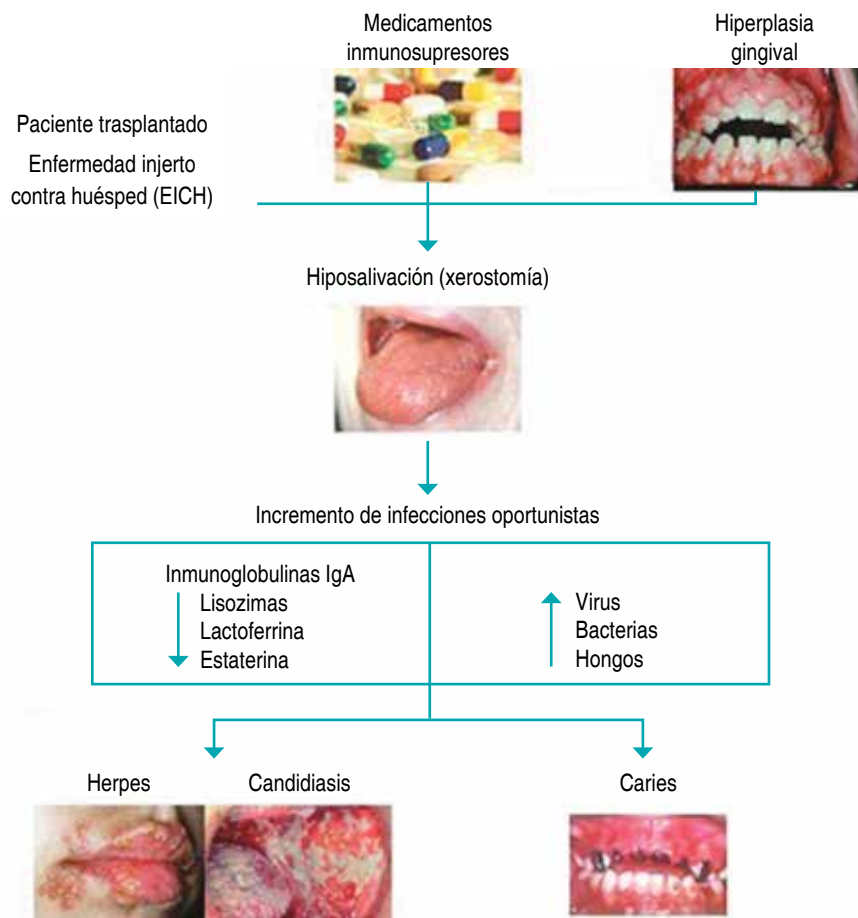 Medicamentos
inmunosupresores
Hiperplasia
gingival
Paciente trasplantado
Enfermedad injerto
contra huésped (EICH)
Hiposalivación (xerostomía)
Incremento de infecciones oportunistas
Inmunoglobulinas IgA
Lisozimas
Lactoferrina
Estaterina
Virus
Bacterias
Hongos
Herpes
Candidiasis
Caries